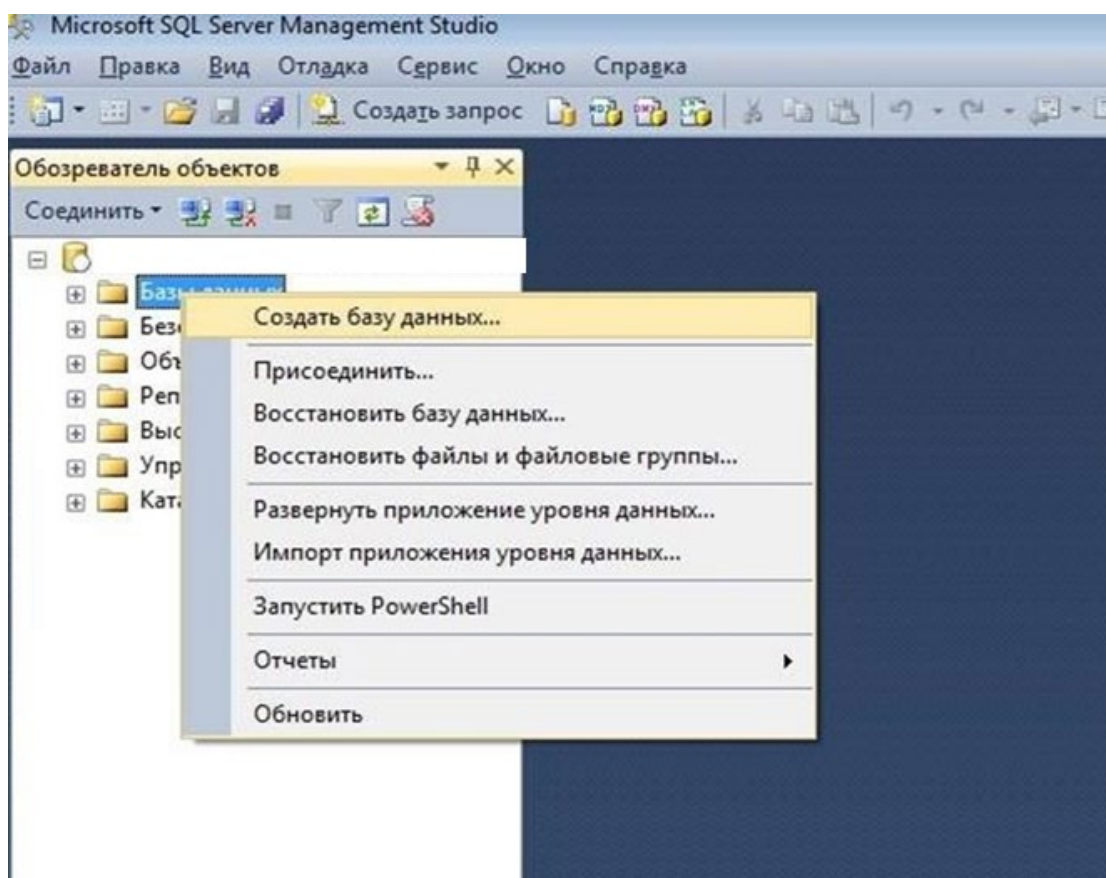 Microsoft SQL Server Management Studio
Файл Правка Вид Отладка Сервис Окно Справка
Создать запрос
Обозреватель объектов
Соединить
Базы данных
Создать базу данных...
Присоединить...
Восстановить базу данных...
Восстановить файлы и файловые группы...
Развернуть приложение уровня данных...
Импорт приложения уровня данных...
Запустить PowerShell
Отчеты
Обновить